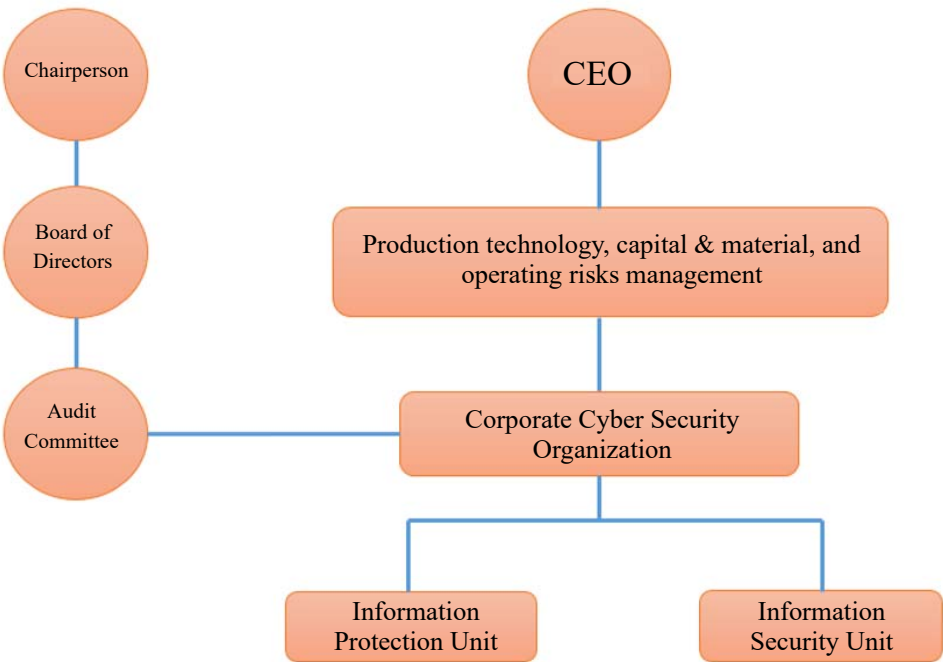 Chairperson
CEO
Board of
Directors
Production technology, capital & material, and
operating risks management
Audit
Committee
Corporate Cyber Security
Organization
Information
Protection Unit
Information
Security Unit